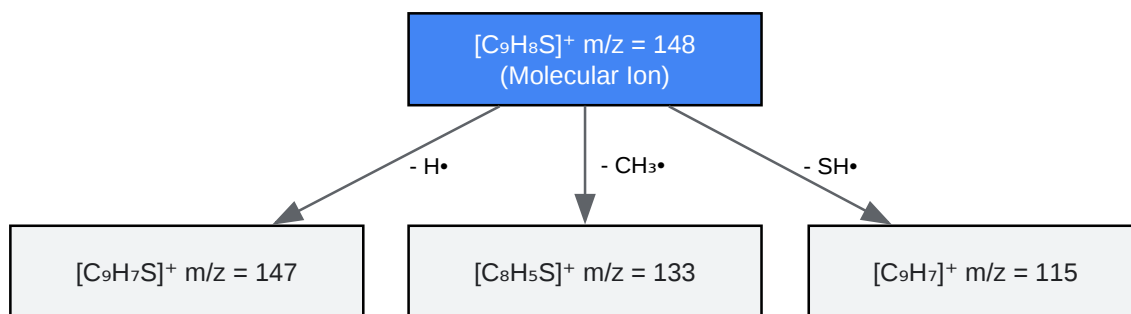 [C₉H₈S]⁺ m/z = 148
(Molecular Ion)
- H•
- CH₃•
- SH•
[C₉H₇S]⁺ m/z = 147
[C₈H₅S]⁺ m/z = 133
[C₉H₇]⁺ m/z = 115